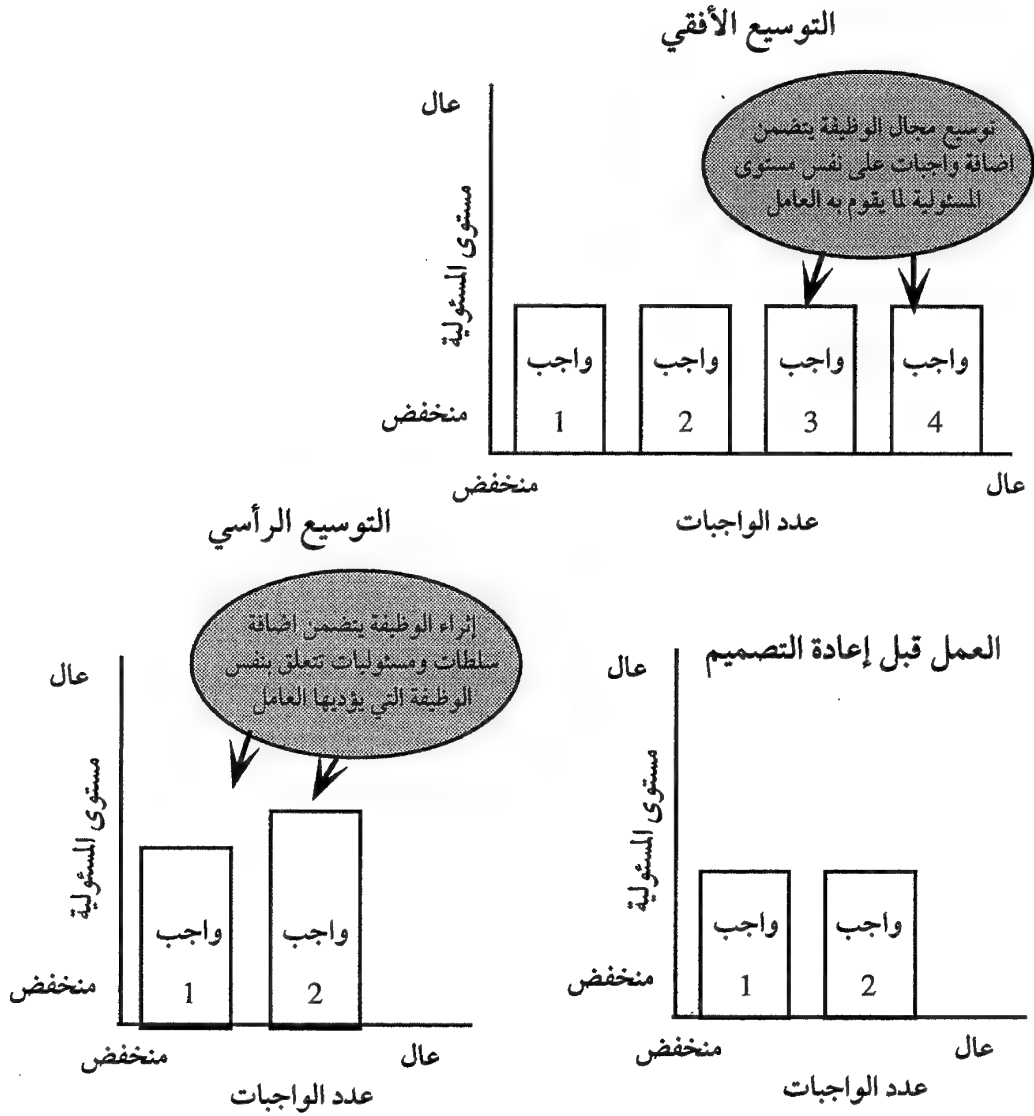 التوسيع الأفقي
عال
توسيع مجال الوظيفة يتضمن
اضافة واجبات على نفس مستوى
المسئولية لما يقوم به العامل
مستوى المسئولية
واجب
1
واجب
2
واجب
3
واجب
4
منخفض
منخفض
عال
عدد الواجبات
العمل قبل إعادة التصميم
عال
مستوى المسئولية
واجب
1
واجب
2
منخفض
منخفض
عال
عدد الواجبات
التوسيع الرأسي
إثراء الوظيفة يتضمن اضافة
سلطات ومسئوليات تتعلق بنفس
الوظيفة التي يؤديها العامل
عال
مستوى المسئولية
واجب
1
واجب
2
منخفض
منخفض
عال
عدد الواجبات